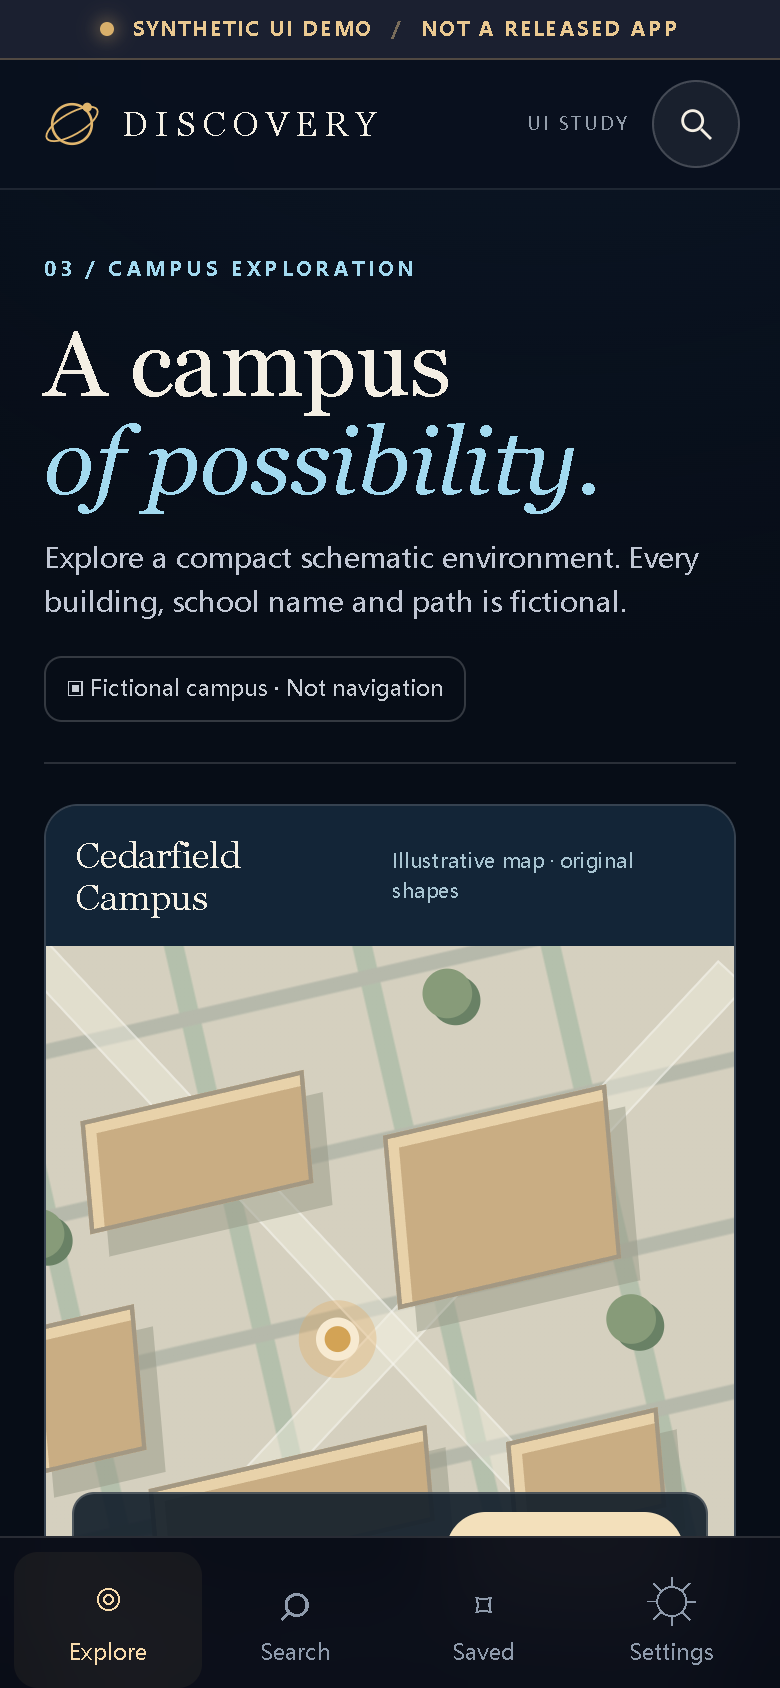 SYNTHETIC UI DEMO / NOT A RELEASED APP
DISCOVERY
UI STUDY
03 / CAMPUS EXPLORATION
A campus
of possibility.
Explore a compact schematic environment. Every
building, school name and path is fictional.
Fictional campus · Not navigation
Cedarfield
Campus
Illustrative map · original
shapes
Explore
Search
Saved
Settings